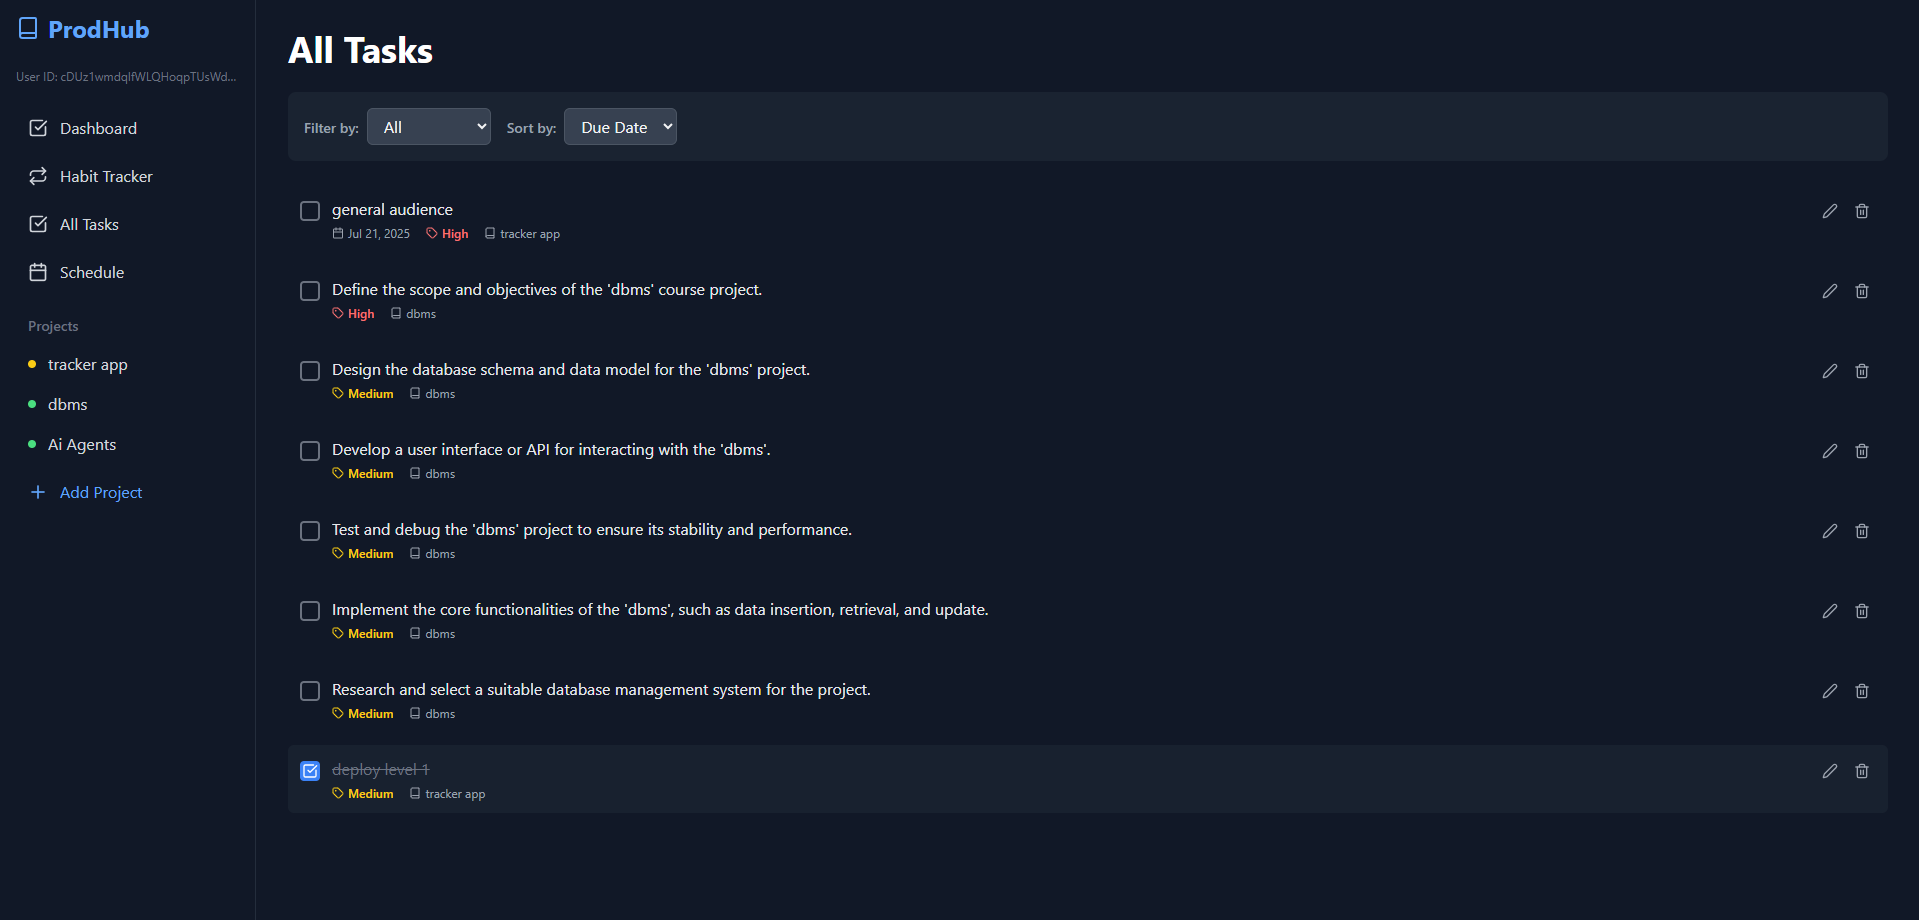 ProdHub
User ID: cDUz1wmdqIfWLQHoqpTUsWd...
Dashboard
Habit Tracker
All Tasks
Schedule
Projects
tracker app
dbms
Ai Agents
Add Project
All Tasks
Filter by: All Sort by: Due Date
general audience
Jul 21, 2025 High tracker app
Define the scope and objectives of the 'dbms' course project.
High dbms
Design the database schema and data model for the 'dbms' project.
Medium dbms
Develop a user interface or API for interacting with the 'dbms'.
Medium dbms
Test and debug the 'dbms' project to ensure its stability and performance.
Medium dbms
Implement the core functionalities of the 'dbms', such as data insertion, retrieval, and update.
Medium dbms
Research and select a suitable database management system for the project.
Medium dbms
deploy level 1
Medium tracker app